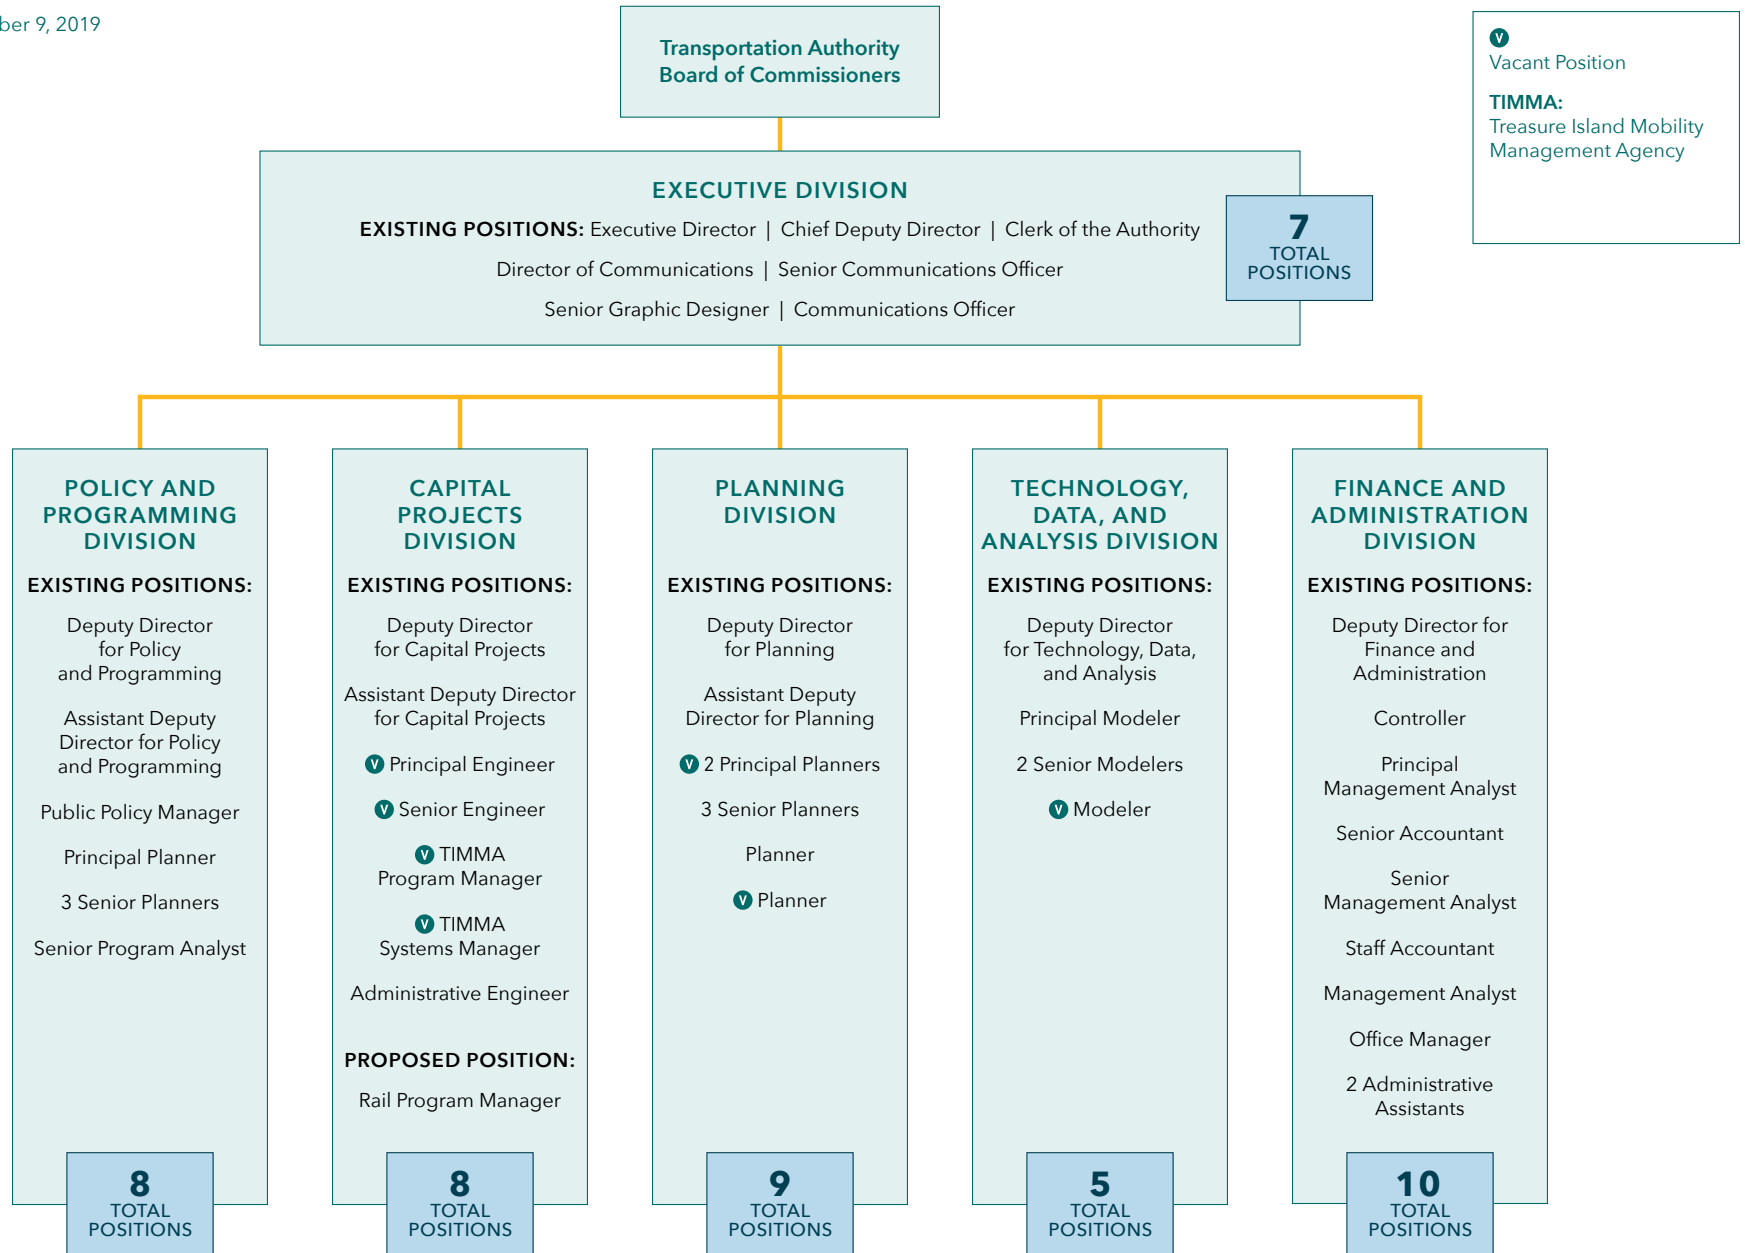 9, 2019
Transportation Authority
Board of Commissioners
V
Vacant Position
TIMMA:
Treasure Island Mobility
Management Agency
EXECUTIVE DIVISION
EXISTING POSITIONS: Executive Director | Chief Deputy Director | Clerk of the Authority
Director of Communications | Senior Communications Officer
Senior Graphic Designer | Communications Officer
7
TOTAL
POSITIONS
POLICY AND
PROGRAMMING
DIVISION
EXISTING POSITIONS:
Deputy Director
for Policy
and Programming
Assistant Deputy
Director for Policy
and Programming
Public Policy Manager
Principal Planner
3 Senior Planners
Senior Program Analyst
8
TOTAL
POSITIONS
CAPITAL
PROJECTS
DIVISION
EXISTING POSITIONS:
Deputy Director
for Capital Projects
Assistant Deputy Director
for Capital Projects
V Principal Engineer
V Senior Engineer
V TIMMA
Program Manager
V TIMMA
Systems Manager
Administrative Engineer
PROPOSED POSITION:
Rail Program Manager
8
TOTAL
POSITIONS
PLANNING
DIVISION
EXISTING POSITIONS:
Deputy Director
for Planning
Assistant Deputy
Director for Planning
V 2 Principal Planners
3 Senior Planners
Planner
V Planner
9
TOTAL
POSITIONS
TECHNOLOGY,
DATA, AND
ANALYSIS DIVISION
EXISTING POSITIONS:
Deputy Director
for Technology, Data,
and Analysis
Principal Modeler
2 Senior Modelers
V Modeler
5
TOTAL
POSITIONS
FINANCE AND
ADMINISTRATION
DIVISION
EXISTING POSITIONS:
Deputy Director for
Finance and
Administration
Controller
Principal
Management Analyst
Senior Accountant
Senior
Management Analyst
Staff Accountant
Management Analyst
Office Manager
2 Administrative
Assistants
10
TOTAL
POSITIONS